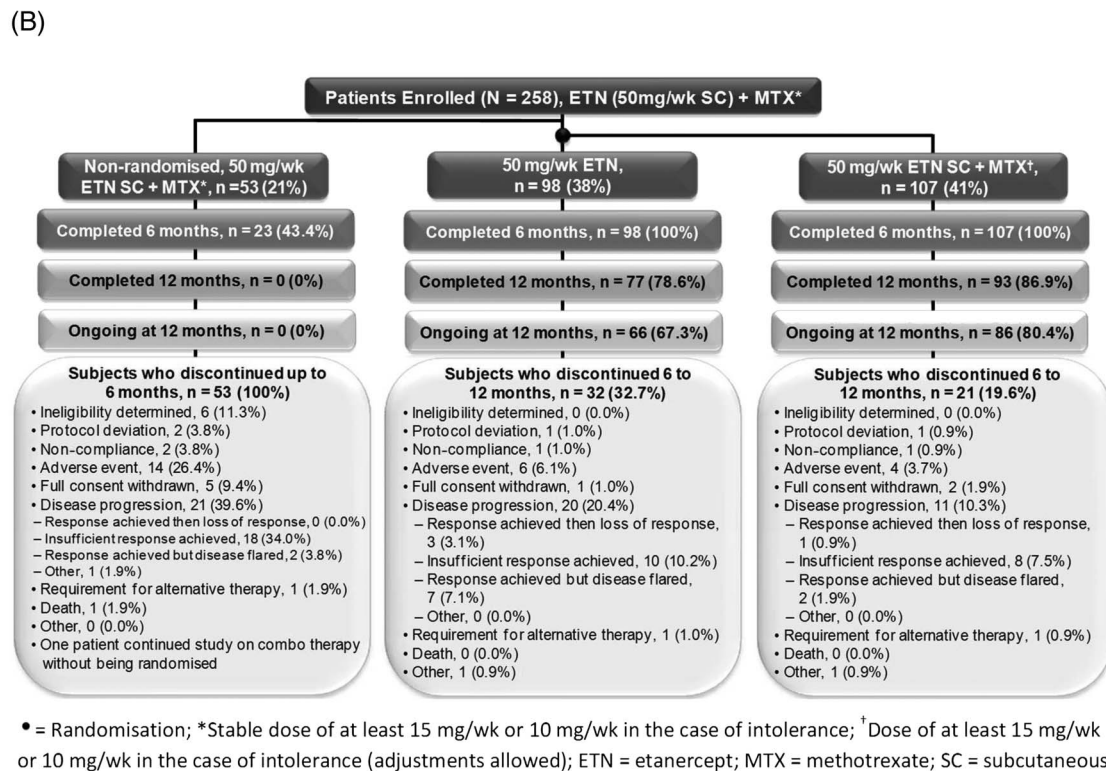 (B)
Patients Enrolled (N = 258), ETN (50mg/wk SC) + MTX*
Non-randomised, 50 mg/wk
ETN SC + MTX*, n =53 (21%)
Completed 6 months, n = 23 (43.4%)
Completed 12 months, n = 0 (0%)
Ongoing at 12 months, n = 0 (0%)
Subjects who discontinued up to
6 months, n = 53 (100%)
• Ineligibility determined, 6 (11.3%)
• Protocol deviation, 2 (3.8%)
• Non-compliance, 2 (3.8%)
• Adverse event, 14 (26.4%)
• Full consent withdrawn, 5 (9.4%)
• Disease progression, 21 (39.6%)
– Response achieved then loss of response, 0 (0.0%)
– Insufficient response achieved, 18 (34.0%)
– Response achieved but disease flared, 2 (3.8%)
– Other, 1 (1.9%)
• Requirement for alternative therapy, 1 (1.9%)
• Death, 1 (1.9%)
• Other, 0 (0.0%)
• One patient continued study on combo therapy
without being randomised
50 mg/wk ETN,
n = 98 (38%)
Completed 6 months, n = 98 (100%)
Completed 12 months, n = 77 (78.6%)
Ongoing at 12 months, n = 66 (67.3%)
Subjects who discontinued 6 to
12 months, n = 32 (32.7%)
• Ineligibility determined, 0 (0.0%)
• Protocol deviation, 1 (1.0%)
• Non-compliance, 1 (1.0%)
• Adverse event, 6 (6.1%)
• Full consent withdrawn, 1 (1.0%)
• Disease progression, 20 (20.4%)
– Response achieved then loss of response,
3 (3.1%)
– Insufficient response achieved, 10 (10.2%)
– Response achieved but disease flared,
7 (7.1%)
– Other, 0 (0.0%)
• Requirement for alternative therapy, 1 (1.0%)
• Death, 0 (0.0%)
• Other, 1 (0.9%)
50 mg/wk ETN SC + MTX†,
n = 107 (41%)
Completed 6 months, n = 107 (100%)
Completed 12 months, n = 93 (86.9%)
Ongoing at 12 months, n = 86 (80.4%)
Subjects who discontinued 6 to
12 months, n = 21 (19.6%)
• Ineligibility determined, 0 (0.0%)
• Protocol deviation, 1 (0.9%)
• Non-compliance, 1 (0.9%)
• Adverse event, 4 (3.7%)
• Full consent withdrawn, 2 (1.9%)
• Disease progression, 11 (10.3%)
– Response achieved then loss of response,
1 (0.9%)
– Insufficient response achieved, 8 (7.5%)
– Response achieved but disease flared,
2 (1.9%)
– Other, 0 (0.0%)
• Requirement for alternative therapy, 1 (0.9%)
• Death, 0 (0.0%)
• Other, 1 (0.9%)
• = Randomisation; *Stable dose of at least 15 mg/wk or 10 mg/wk in the case of intolerance; †Dose of at least 15 mg/wk
or 10 mg/wk in the case of intolerance (adjustments allowed); ETN = etanercept; MTX = methotrexate; SC = subcutaneous